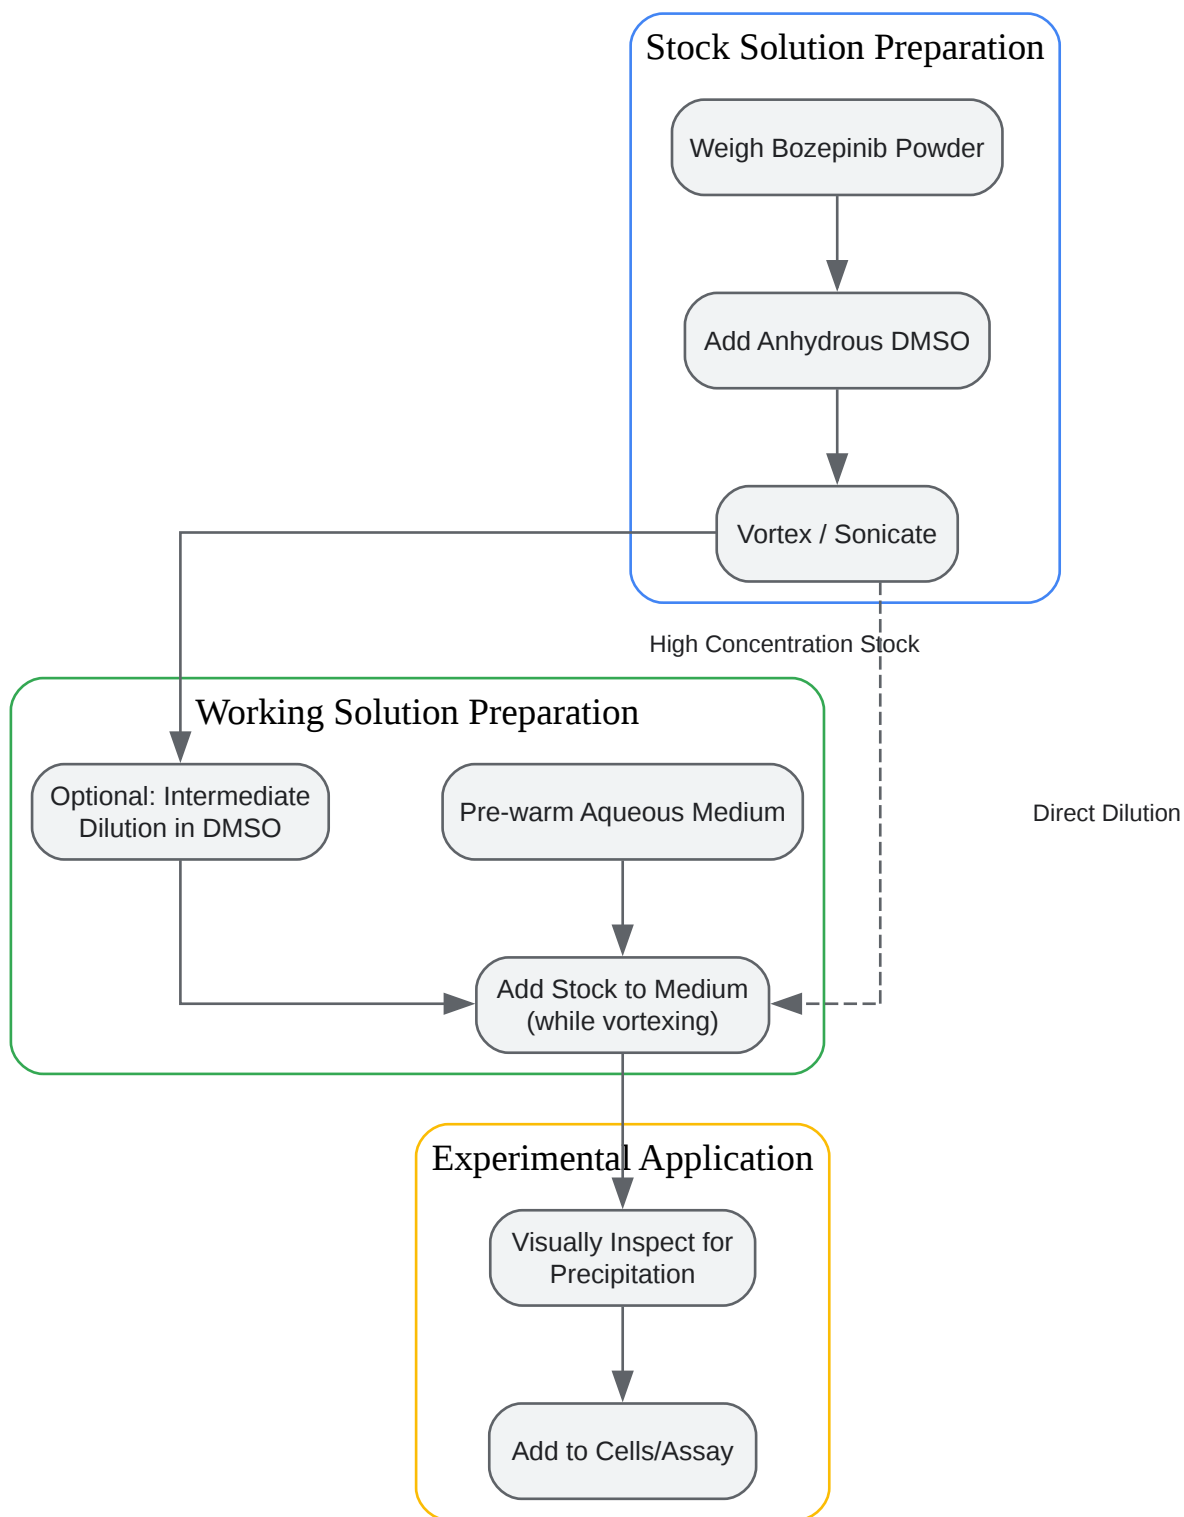 Stock Solution Preparation
Weigh Bozepinib Powder
Add Anhydrous DMSO
Vortex / Sonicate
High Concentration Stock
Working Solution Preparation
Optional: Intermediate
Dilution in DMSO
Pre-warm Aqueous Medium
Direct Dilution
Add Stock to Medium
(while vortexing)
Experimental Application
Visually Inspect for
Precipitation
Add to Cells/Assay